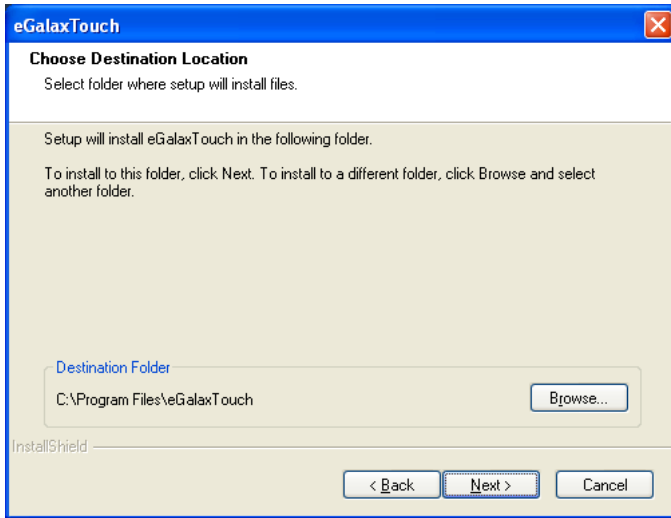 eGalaxTouch
Choose Destination Location
Select folder where setup will install files.
Setup will install eGalaxTouch in the following folder.
To install to this folder, click Next. To install to a different folder, click Browse and select
another folder.
Destination Folder
C:\Program Files\eGalaxTouch
Browse...
InstallShield
< Back
Next >
Cancel